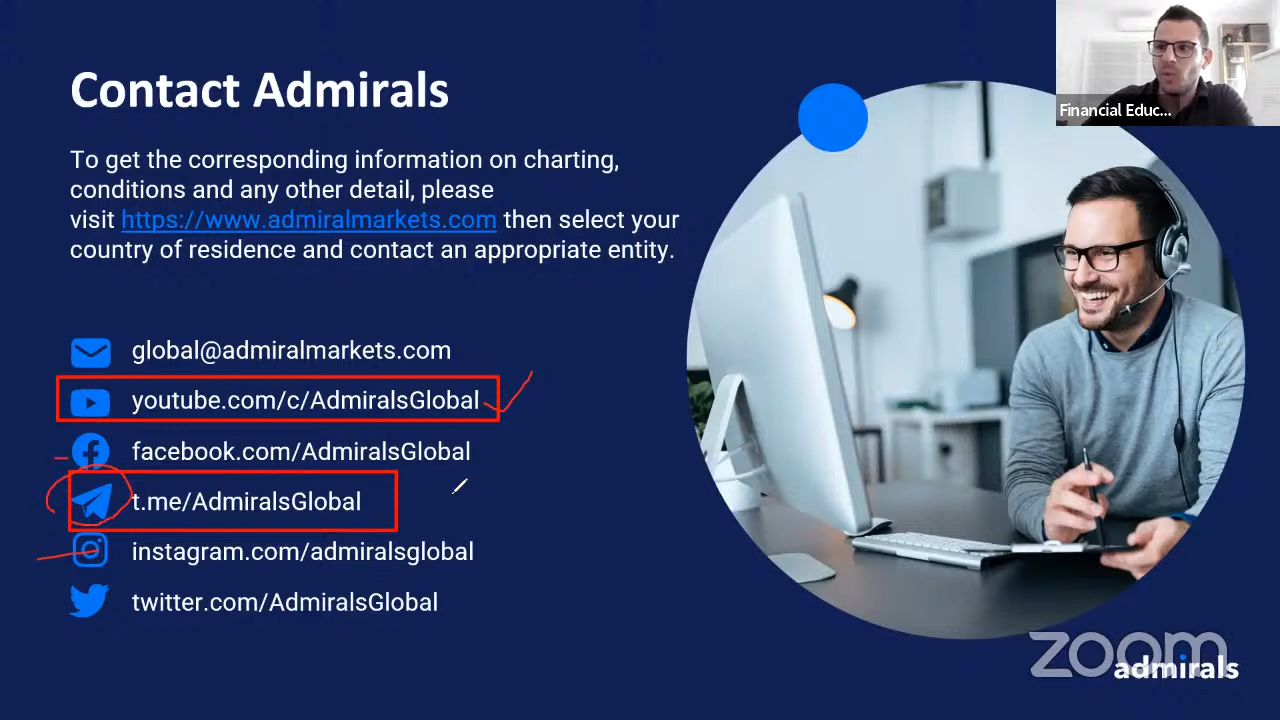 Contact Admirals
Financial Educ...
To get the corresponding information on charting,
conditions and any other detail, please
visit https://www.admiralmarkets.com then select your
country of residence and contact an appropriate entity.
global@admiralmarkets.com
youtube.com/c/AdmiralsGlobal
facebook.com/AdmiralsGlobal
t.me/AdmiralsGlobal
instagram.com/admiralsglobal
twitter.com/AdmiralsGlobal
zoom
admirals